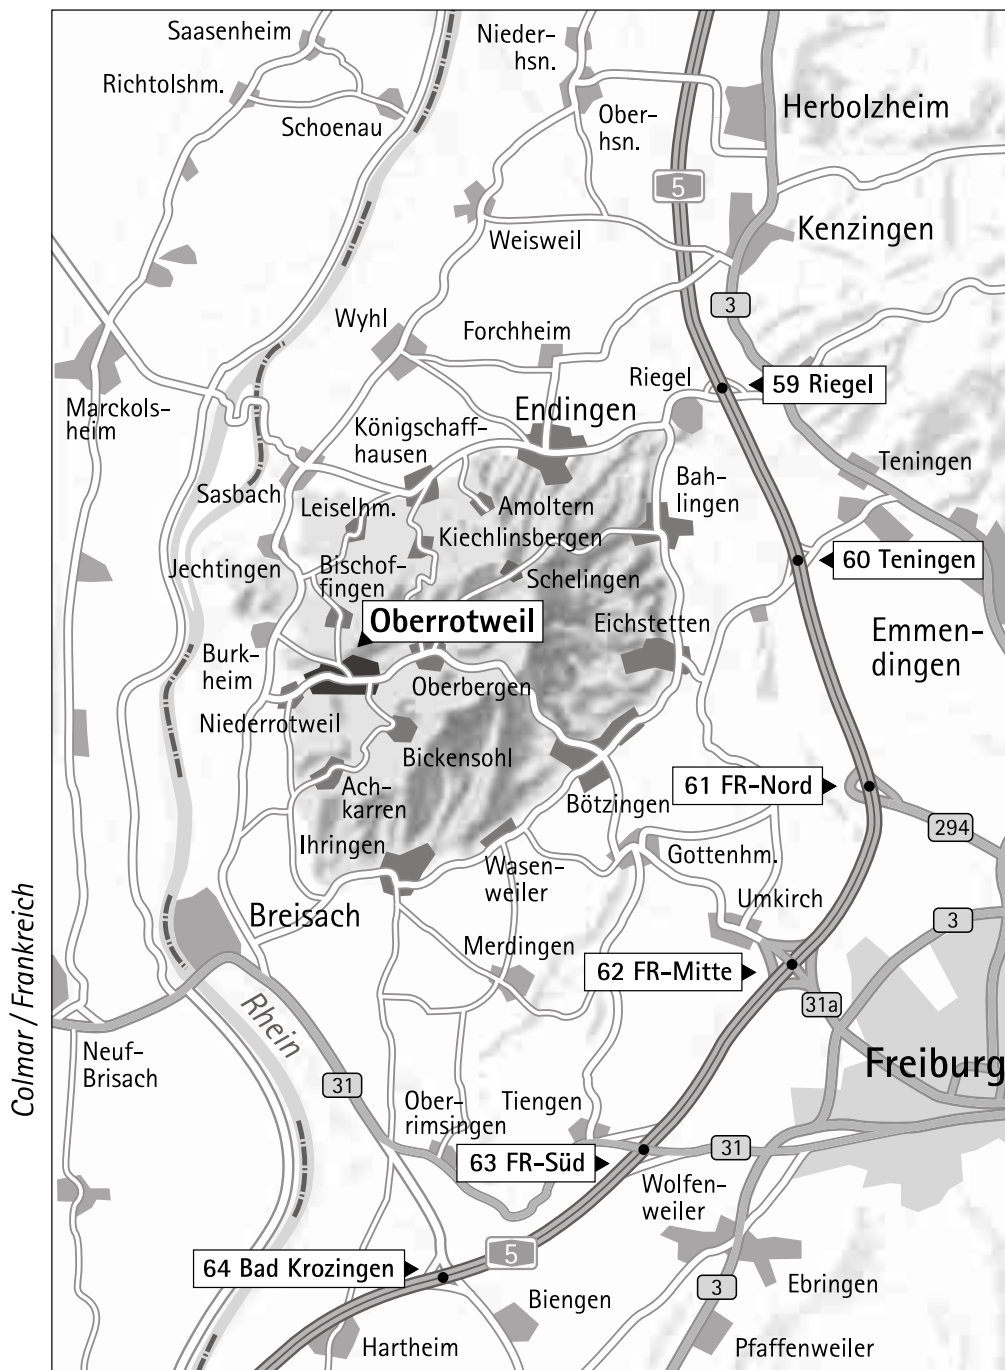 Saasenheim
Nieder-
hsn.
Richtolshm.
Schoenau
Ober-
hsn.
Herbolzheim
5
Weisweil
Kenzingen
3
Wyhl
Forchheim
Riegel
59 Riegel
Marckols-
heim
Endingen
Königschaff-
hausen
Teningen
Sasbach
Leiselhm.
Amoltern
Bah-
lingen
Kiechlinsbergen
Jechtingen
Bischof-
fingen
Schelingen
60 Teningen
Oberrotweil
Eichstetten
Emmen-
dingen
Burk-
heim
Oberbergen
Niederrotweil
Bickensohl
Ach-
karren
Bötzingen
61 FR-Nord
294
Ihringen
Wasen-
weiler
Gottenhm.
Umkirch
Breisach
3
Merdingen
62 FR-Mitte
31a
Colmar / Frankreich
Rhein
Neuf-
Brisach
Freiburg
31
Ober-
rimsingen
Tiengen
31
63 FR-Süd
Wolfen-
weiler
64 Bad Krozingen
5
3
Ebringen
Biengen
Hartheim
Pfaffenweiler